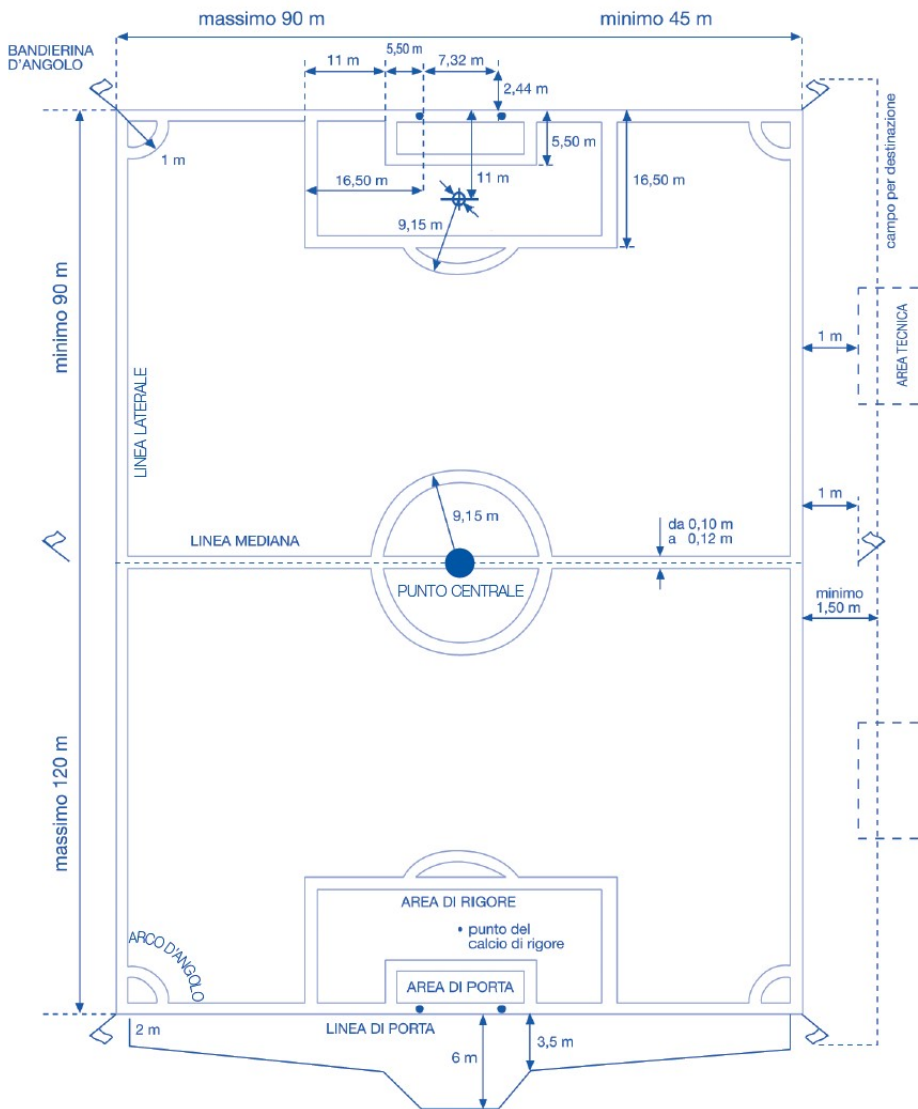 massimo 90 m
minimo 45 m
BANDIERINA
D'ANGOLO
11 m
5,50 m
7,32 m
2,44 m
1 m
5,50 m
11 m
16,50 m
16,50 m
9,15 m
campo per destinazione
minimo 90 m
AREA TECNICA
1 m
LINEA LATERALE
9,15 m
1 m
LINEA MEDIANA
da 0,10 m
a 0,12 m
PUNTO CENTRALE
minimo
1,50 m
massimo 120 m
AREA DI RIGORE
punto del
calcio di rigore
ARCO D'ANGOLO
AREA DI PORTA
2 m
LINEA DI PORTA
6 m
3,5 m